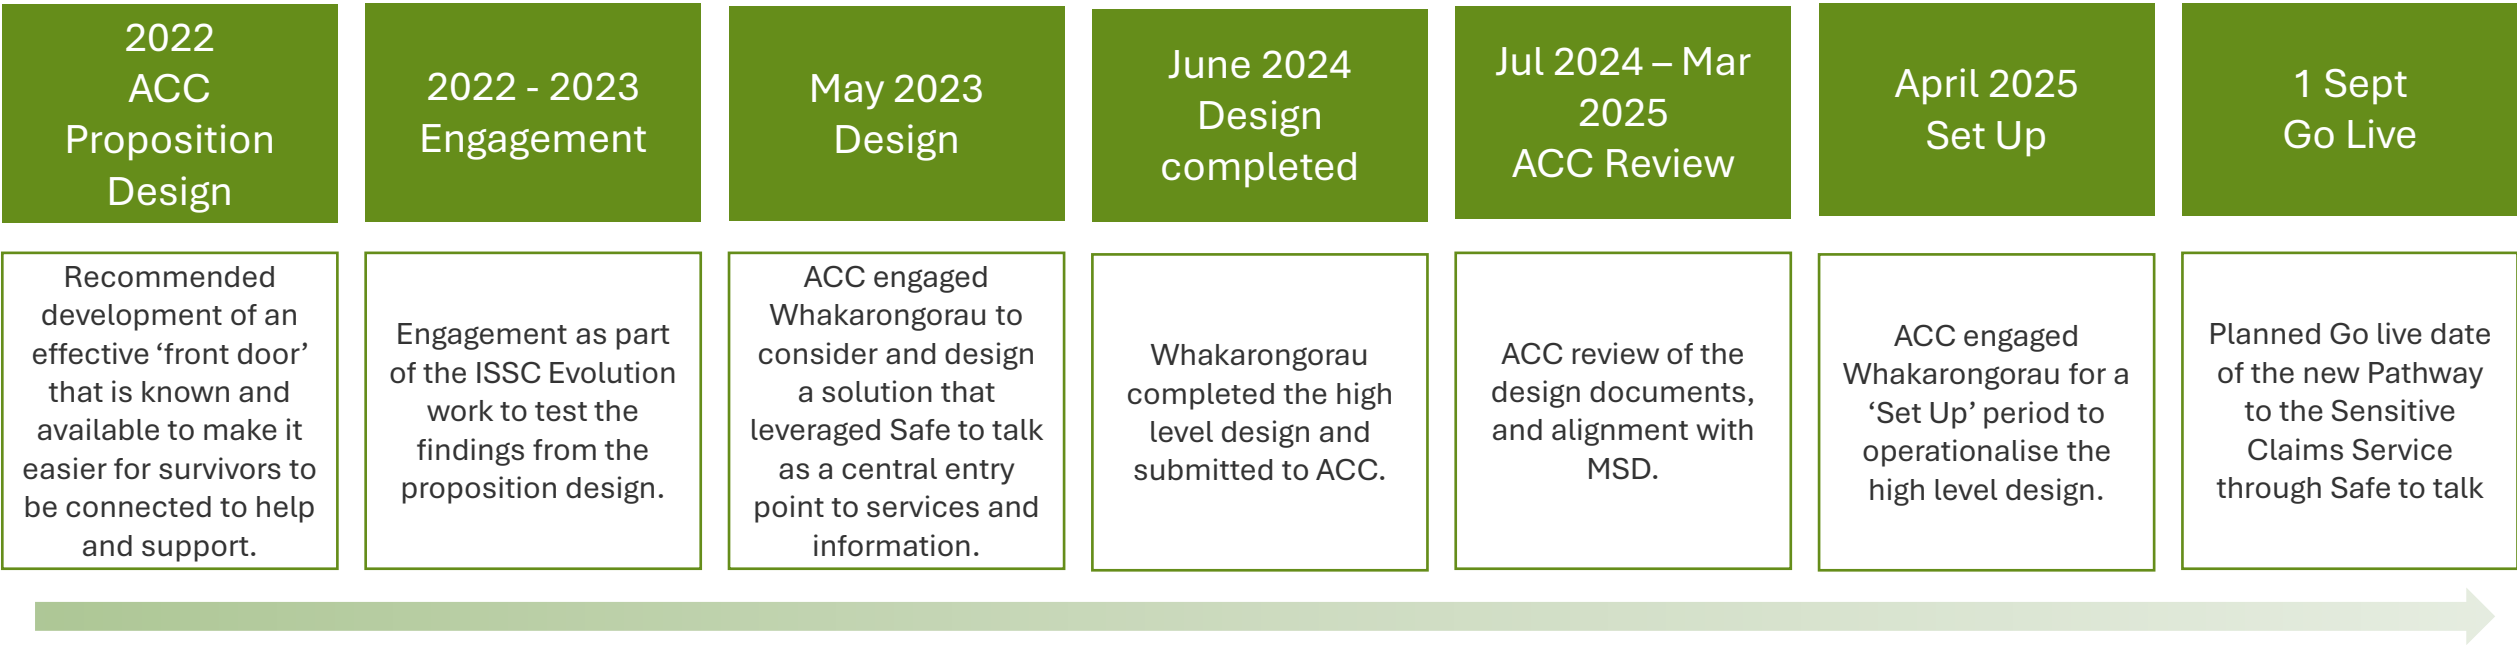 2022
ACC
Proposition
Design
Recommended
development of an
effective ‘front door’
that is known and
available to make it
easier for survivors to
be connected to help
and support.
2022 - 2023
Engagement
Engagement as part
of the ISSC Evolution
work to test the
findings from the
proposition design.
May 2023
Design
ACC engaged
Whakarongorau to
consider and design
a solution that
leveraged Safe to talk
as a central entry
point to services and
information.
June 2024
Design
completed
Whakarongorau
completed the high
level design and
submitted to ACC.
Jul 2024 – Mar
2025
ACC Review
ACC review of the
design documents,
and alignment with
MSD.
April 2025
Set Up
ACC engaged
Whakarongorau for a
‘Set Up’ period to
operationalise the
high level design.
1 Sept
Go Live
Planned Go live date
of the new Pathway
to the Sensitive
Claims Service
through Safe to talk